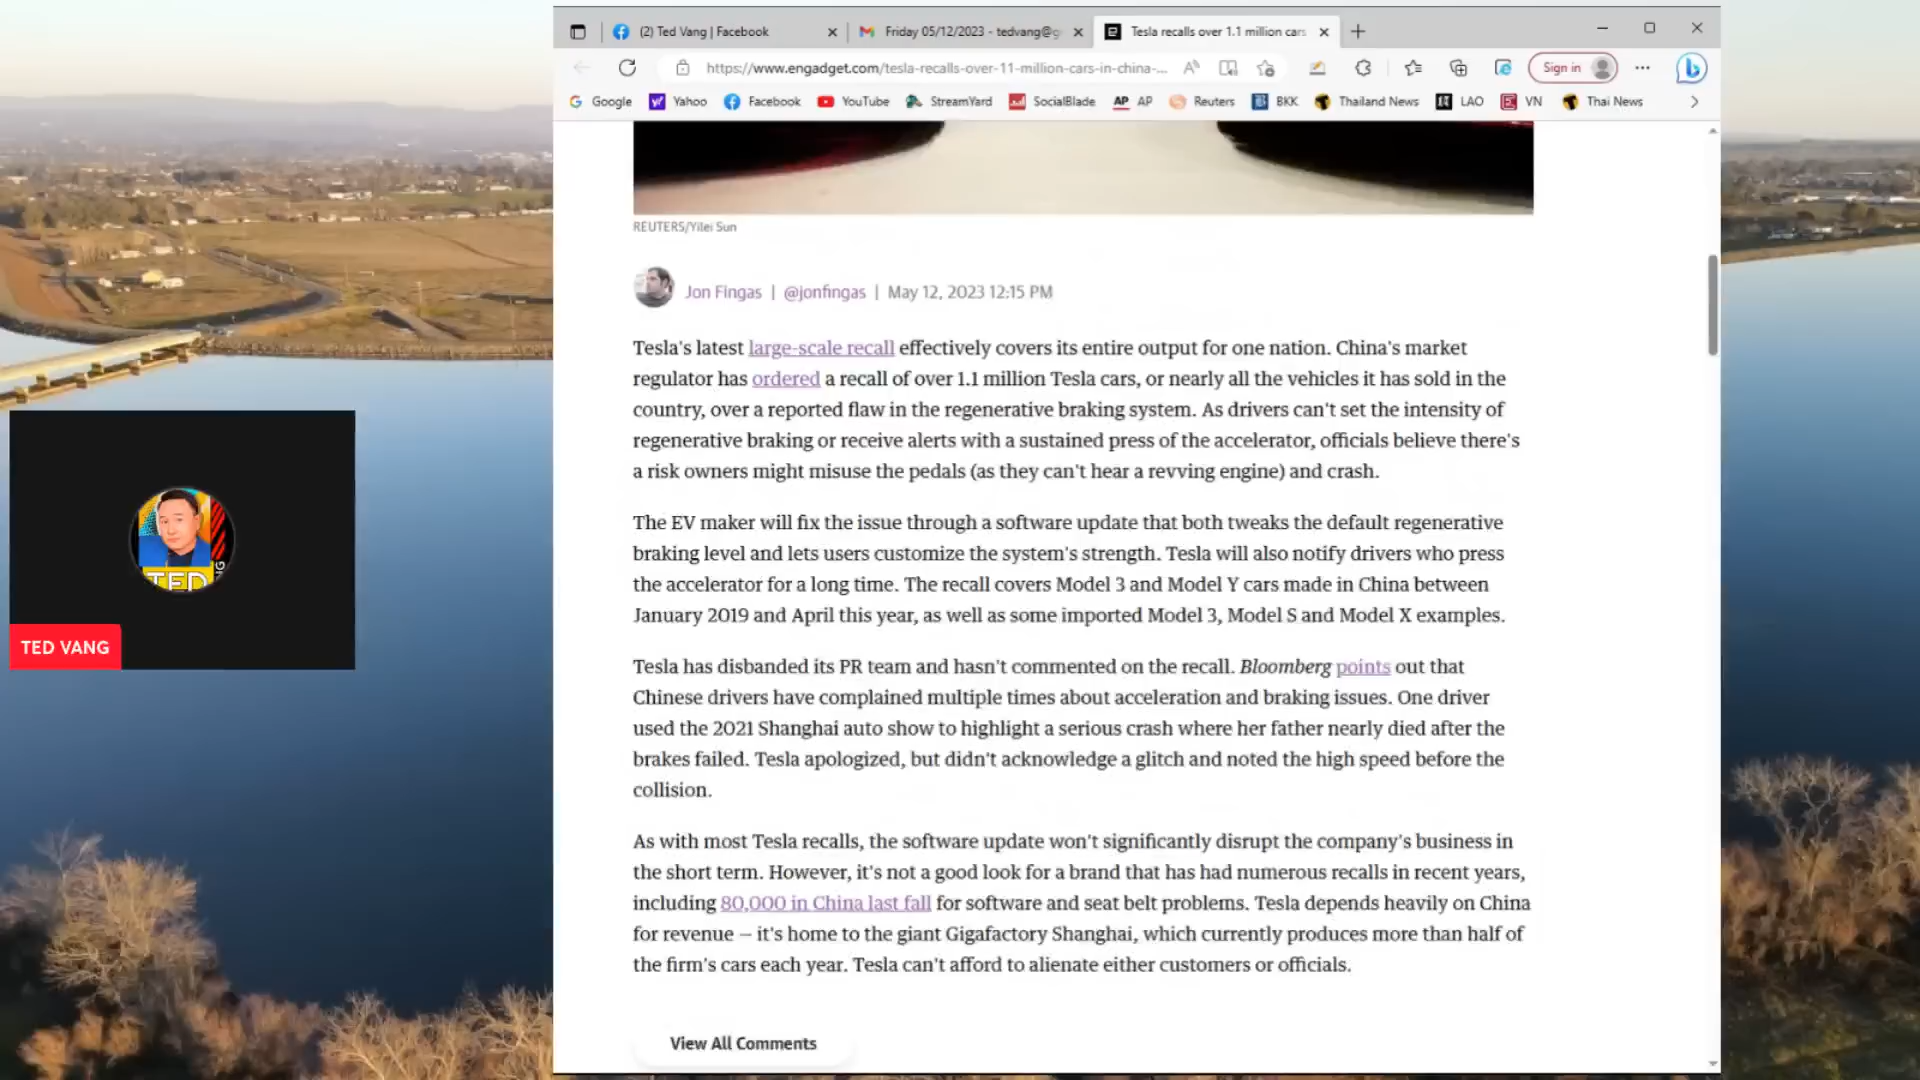 (2) Ted Vang | Facebook
Friday 05/12/2023 - tedvang@g
Tesla recalls over 1.1 million cars
https://www.engadget.com/tesla-recalls-over-11-million-cars-in-china-...
Sign in
Google
Yahoo
Facebook
YouTube
StreamYard
SocialBlade
AP AP
Reuters
BKK
Thailand News
LAO
VN
Thai News
REUTERS/Yilei Sun
Jon Fingas | @jonfingas | May 12, 2023 12:15 PM
Tesla's latest large-scale recall effectively covers its entire output for one nation. China's market
regulator has ordered a recall of over 1.1 million Tesla cars, or nearly all the vehicles it has sold in the
country, over a reported flaw in the regenerative braking system. As drivers can't set the intensity of
regenerative braking or receive alerts with a sustained press of the accelerator, officials believe there's
a risk owners might misuse the pedals (as they can't hear a revving engine) and crash.
The EV maker will fix the issue through a software update that both tweaks the default regenerative
braking level and lets users customize the system's strength. Tesla will also notify drivers who press
the accelerator for a long time. The recall covers Model 3 and Model Y cars made in China between
January 2019 and April this year, as well as some imported Model 3, Model S and Model X examples.
Tesla has disbanded its PR team and hasn't commented on the recall. Bloomberg points out that
Chinese drivers have complained multiple times about acceleration and braking issues. One driver
used the 2021 Shanghai auto show to highlight a serious crash where her father nearly died after the
brakes failed. Tesla apologized, but didn't acknowledge a glitch and noted the high speed before the
collision.
As with most Tesla recalls, the software update won't significantly disrupt the company's business in
the short term. However, it's not a good look for a brand that has had numerous recalls in recent years,
including 80,000 in China last fall for software and seat belt problems. Tesla depends heavily on China
for revenue — it's home to the giant Gigafactory Shanghai, which currently produces more than half of
the firm's cars each year. Tesla can't afford to alienate either customers or officials.
View All Comments
TED
TED VANG